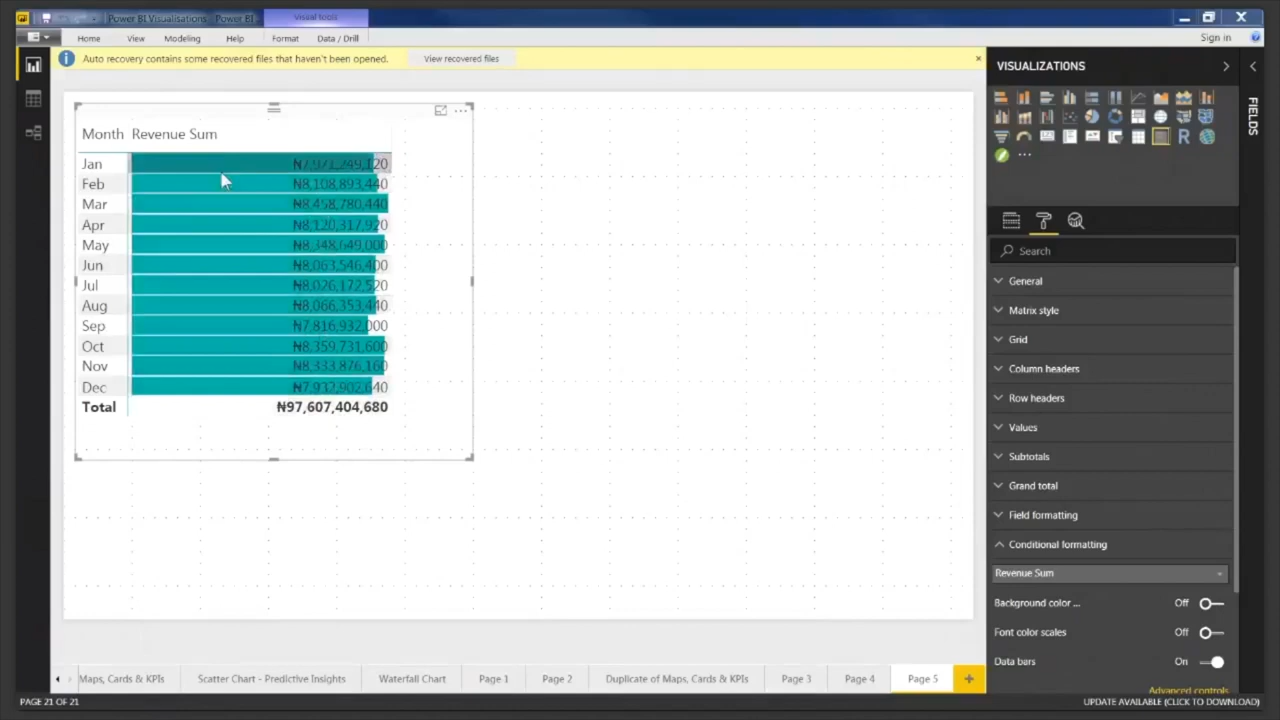 Power BI Visualisations - Power BI
Visual tools
Home View Modeling Help Format Data / Drill
Sign in
Auto recovery contains some recovered files that haven't been opened. View recovered files
VISUALIZATIONS
FIELDS
Month Revenue Sum
Jan ₦7,971,249,120
Feb ₦8,108,893,440
Mar ₦8,458,780,440
Apr ₦8,120,317,920
May ₦8,348,649,000
Jun ₦8,063,546,400
Jul ₦8,026,172,520
Aug ₦8,066,353,440
Sep ₦7,816,932,000
Oct ₦8,359,731,600
Nov ₦8,333,876,160
Dec ₦7,932,902,640
Total ₦97,607,404,680
Search
General
Matrix style
Grid
Column headers
Row headers
Values
Subtotals
Grand total
Field formatting
Conditional formatting
Revenue Sum
Background color ... Off
Font color scales Off
Data bars On
Advanced controls
Maps, Cards & KPIs Scatter Chart - Predictive Insights Waterfall Chart Page 1 Page 2 Duplicate of Maps, Cards & KPIs Page 3 Page 4 Page 5
PAGE 21 OF 21
UPDATE AVAILABLE (CLICK TO DOWNLOAD)